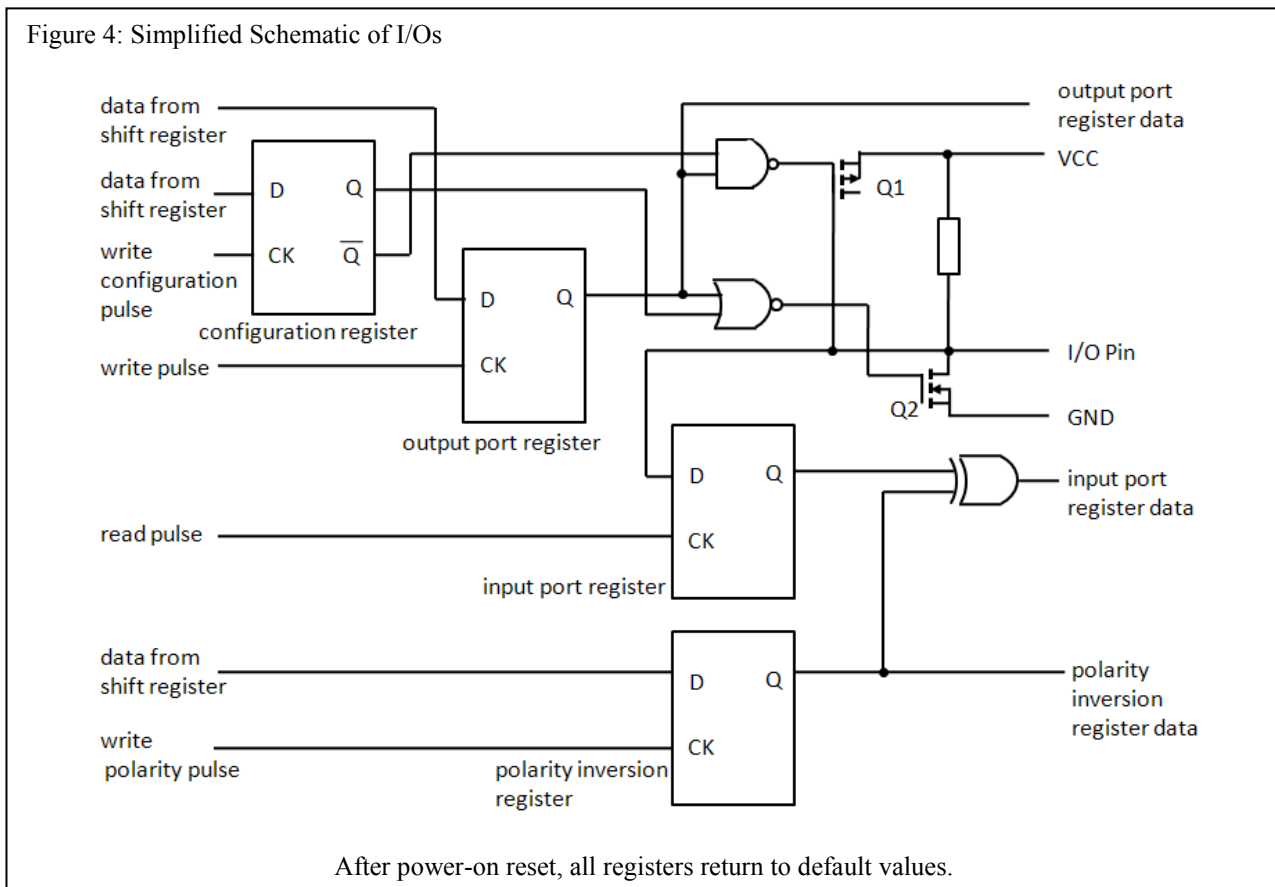 Figure 4: Simplified Schematic of I/Os
data from
shift register
output port
register data
VCC
data from
shift register
D
Q
Q1
write
configuration
pulse
CK
Q̅
configuration register
D
Q
I/O Pin
write pulse
CK
Q2
GND
output port register
D
Q
input port
register data
read pulse
CK
input port register
data from
shift register
D
Q
polarity
inversion
register data
write
polarity pulse
CK
polarity inversion
register
After power-on reset, all registers return to default values.